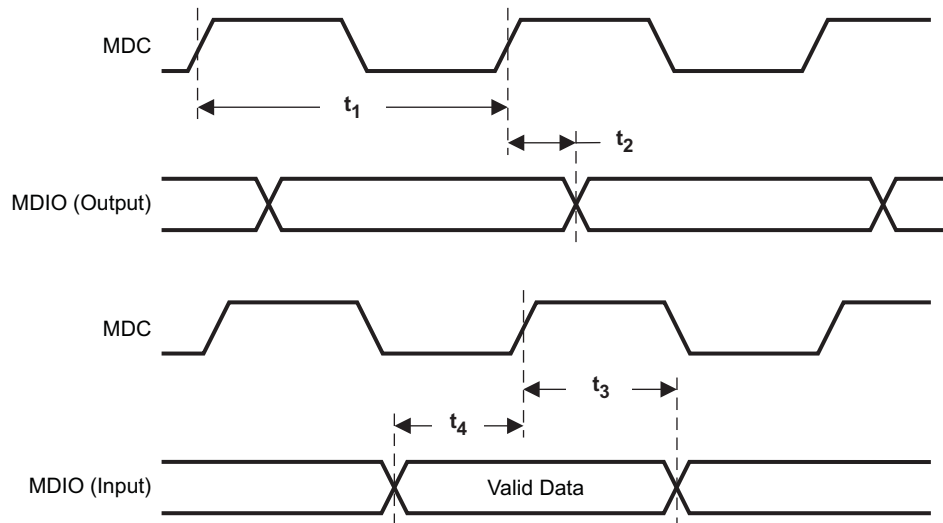 MDC
t1
t2
MDIO (Output)
MDC
t3
t4
Valid Data
MDIO (Input)